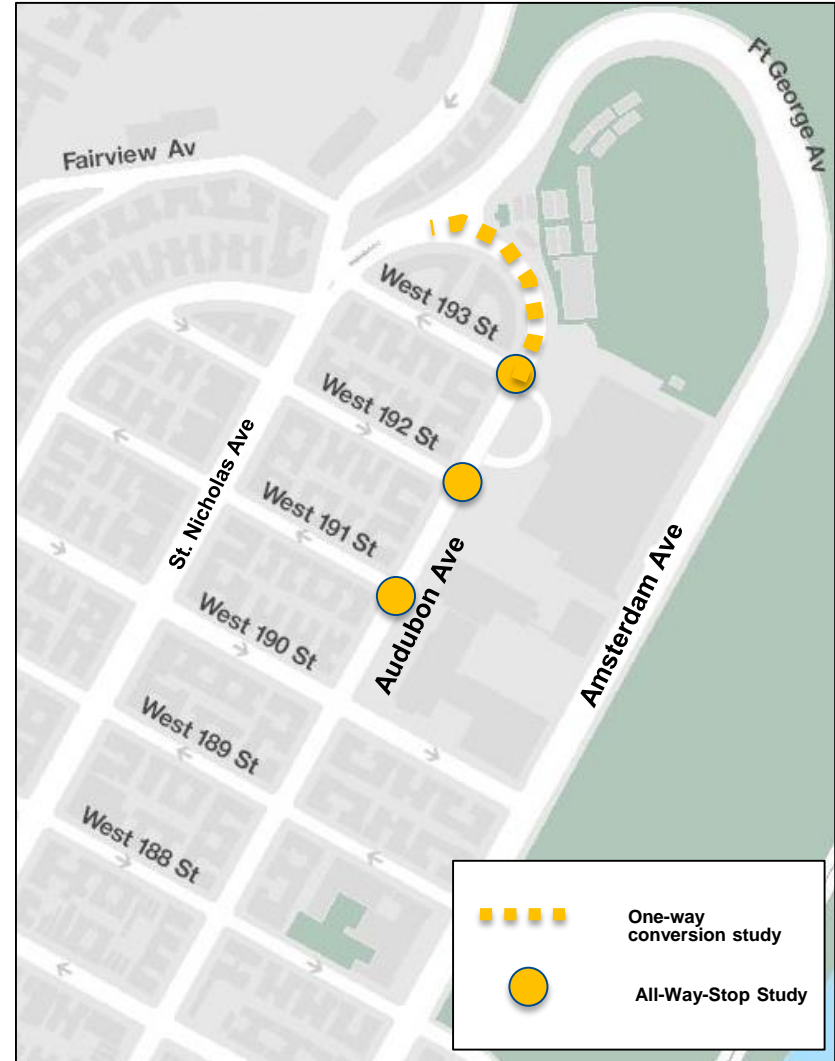 Ft George Av
Fairview Av
West 193 St
West 192 St
St. Nicholas Ave
West 191 St
Audubon Ave
Amsterdam Ave
West 190 St
West 189 St
West 188 St
One-way
conversion study
All-Way-Stop Study